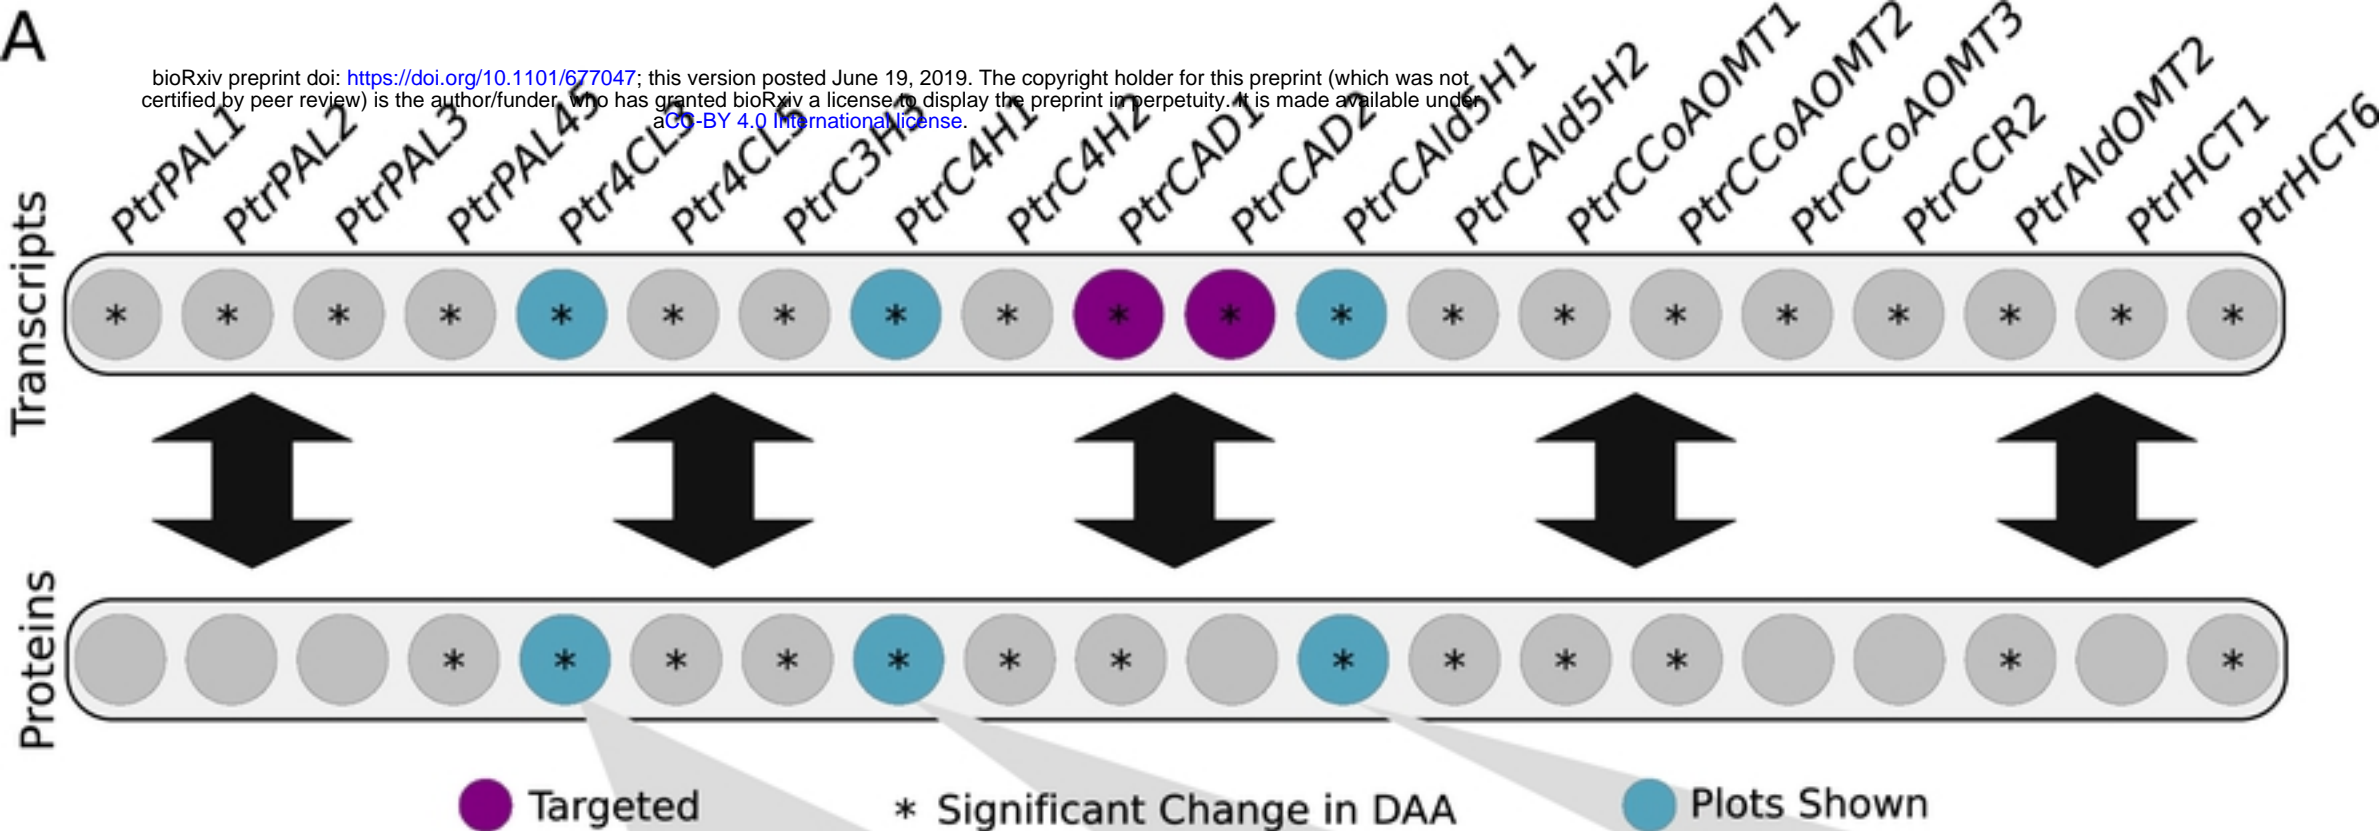 A
bioRxiv preprint doi: https://doi.org/10.1101/677047; this version posted June 19, 2019. The copyright holder for this preprint (which was not
certified by peer review) is the author/funder, who has granted bioRxiv a license to display the preprint in perpetuity. It is made available under
aCC-BY 4.0 International license.
PtrPAL1
PtrPAL2
PtrPAL3
PtrPAL45
Ptr4CL3
Ptr4CL5
PtrC3H3
PtrC4H1
PtrC4H2
PtrCAD1
PtrCAD2
PtrCAld5H1
PtrCAld5H2
PtrCCoAOMT1
PtrCCoAOMT2
PtrCCoAOMT3
PtrCCR2
PtrAldOMT2
PtrHCT1
PtrHCT6
Transcripts
* * * * * * * * * * * * * * * * * * * *
Proteins
* * * * * * * * * * * * *
Targeted
* Significant Change in DAA
Plots Shown